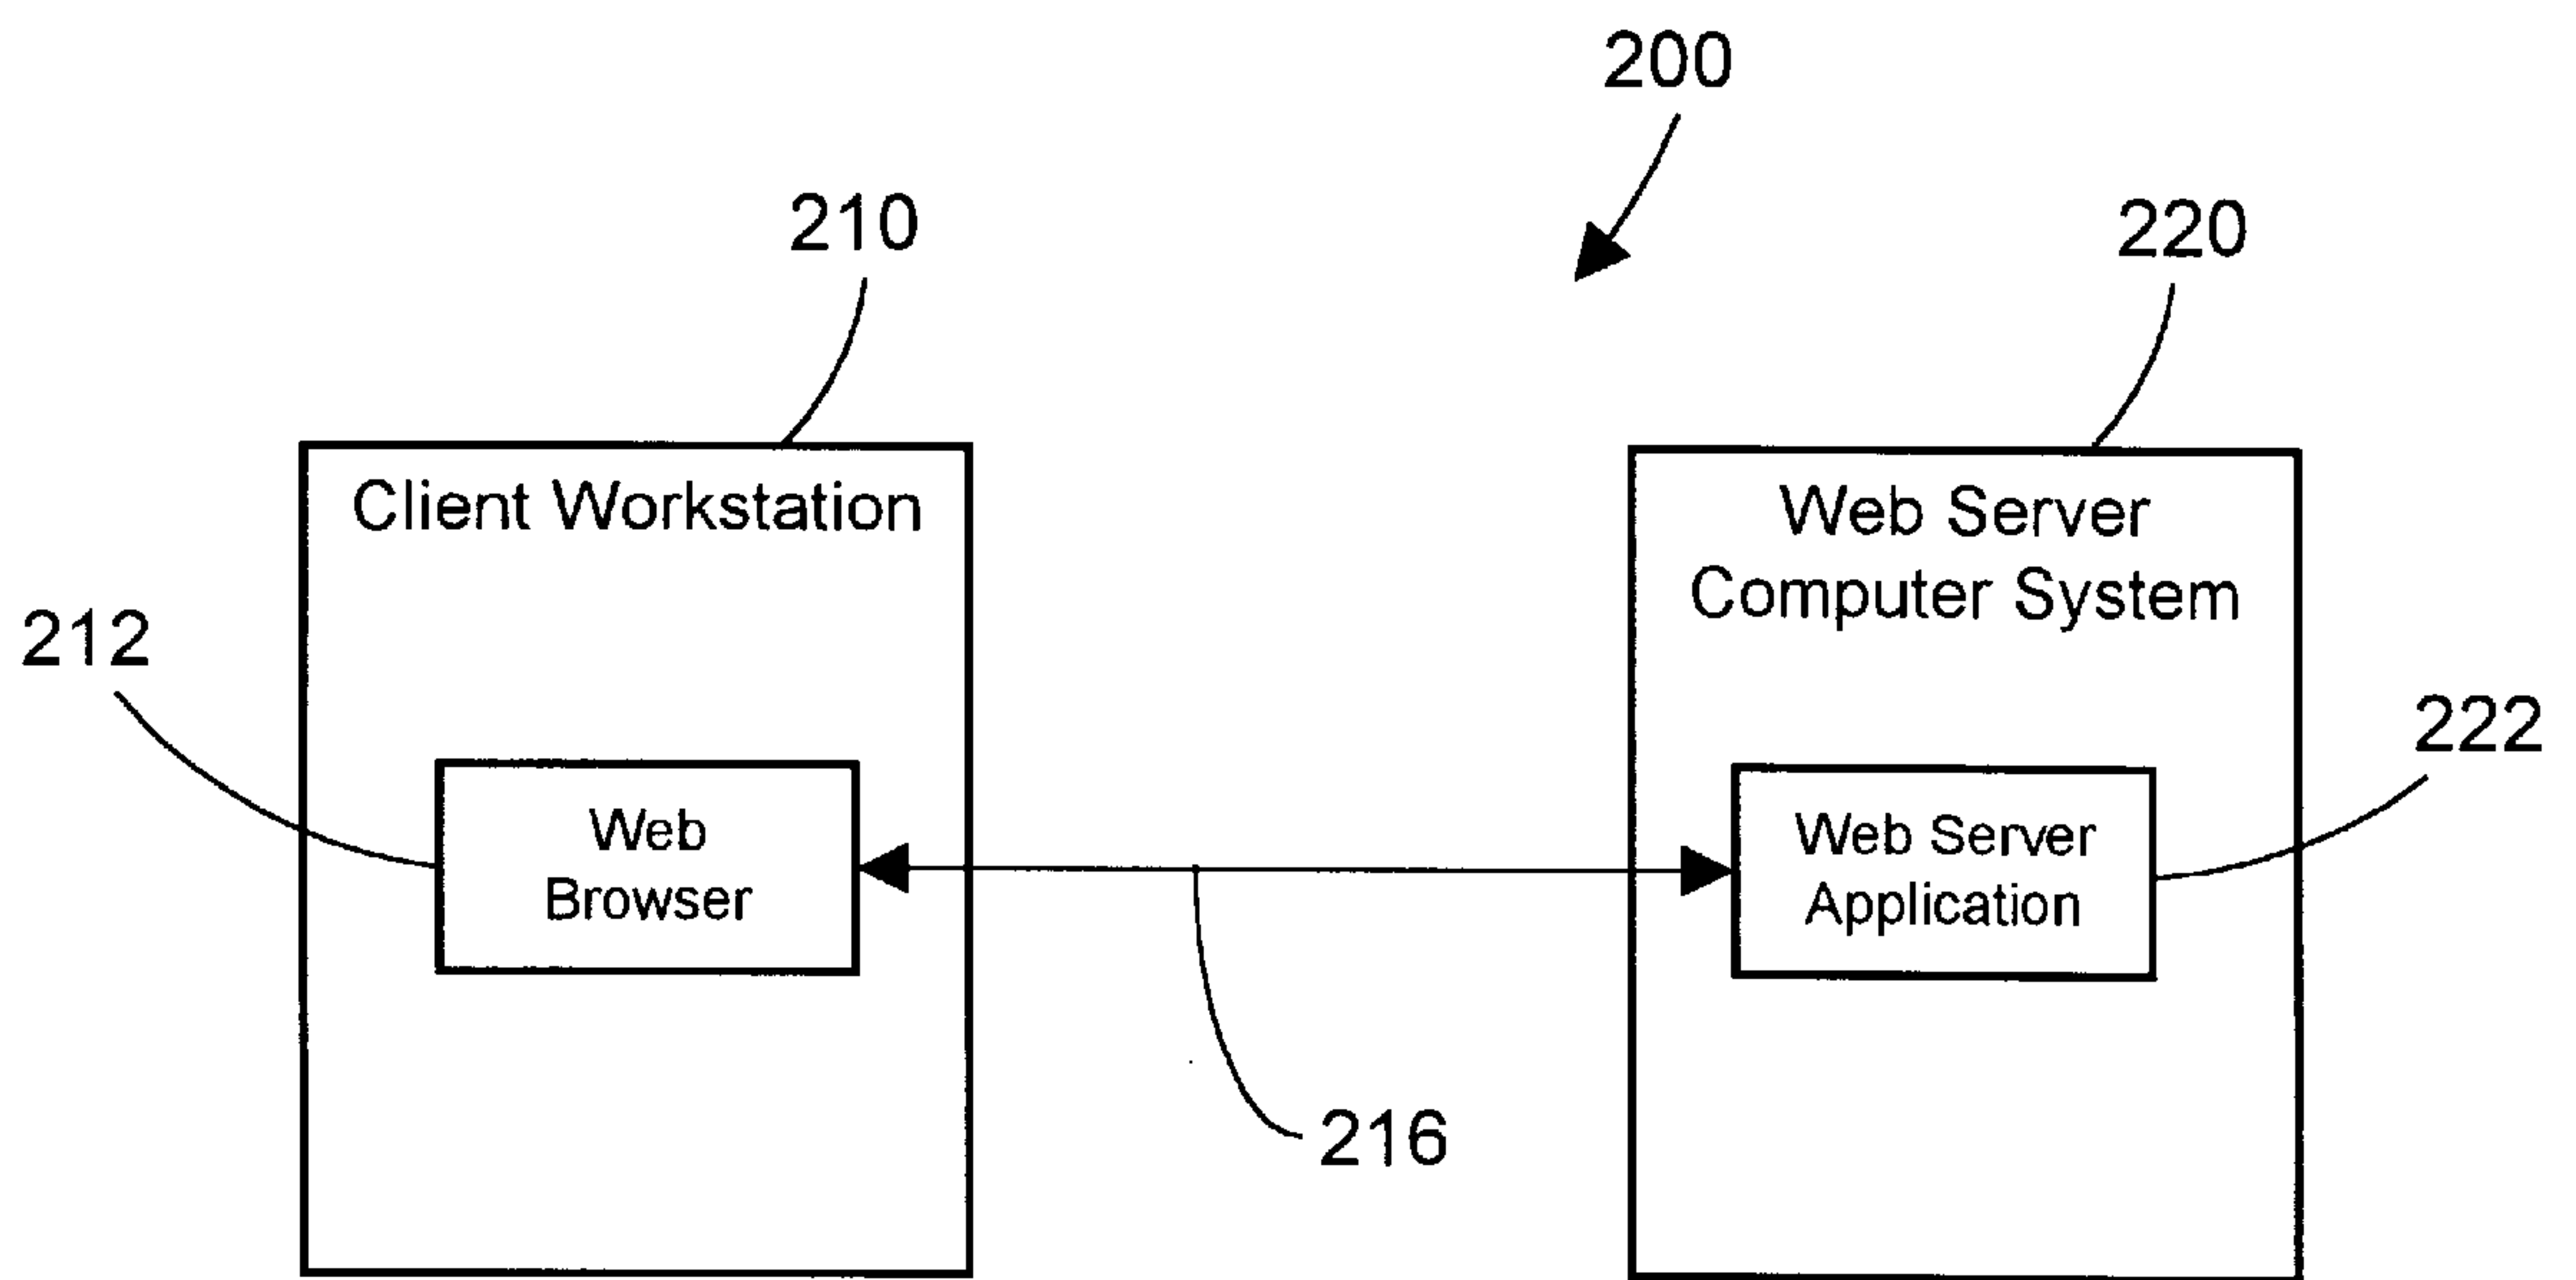 200
210
220
Client Workstation
Web Server
Computer System
212
222
Web
Browser
Web Server
Application
216